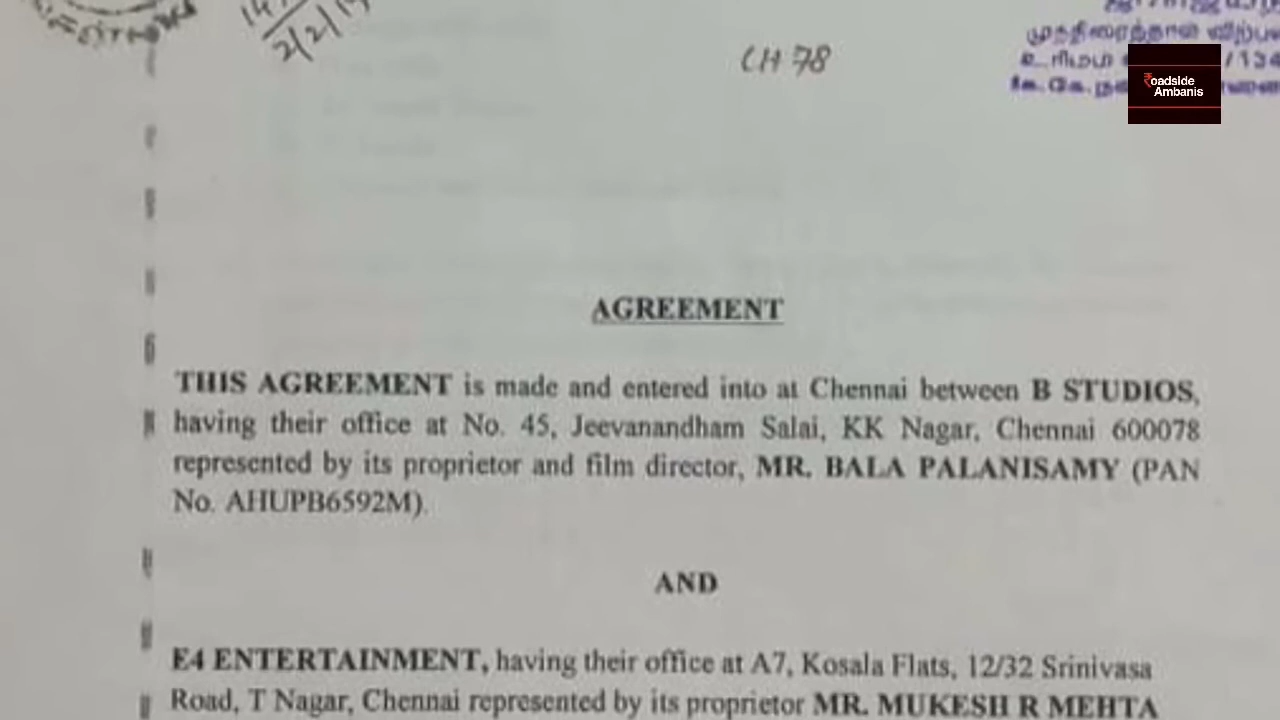 2/2/19
CH 78
முத்திரைத்தாள்
Roadside
Ambanis
AGREEMENT
THIS AGREEMENT is made and entered into at Chennai between B STUDIOS,
having their office at No. 45, Jeevanandham Salai, KK Nagar, Chennai 600078
represented by its proprietor and film director, MR. BALA PALANISAMY (PAN
No. AHUPB6592M).
AND
E4 ENTERTAINMENT, having their office at A7, Kosala Flats, 12/32 Srinivasa
Road, T Nagar, Chennai represented by its proprietor MR. MUKESH R MEHTA